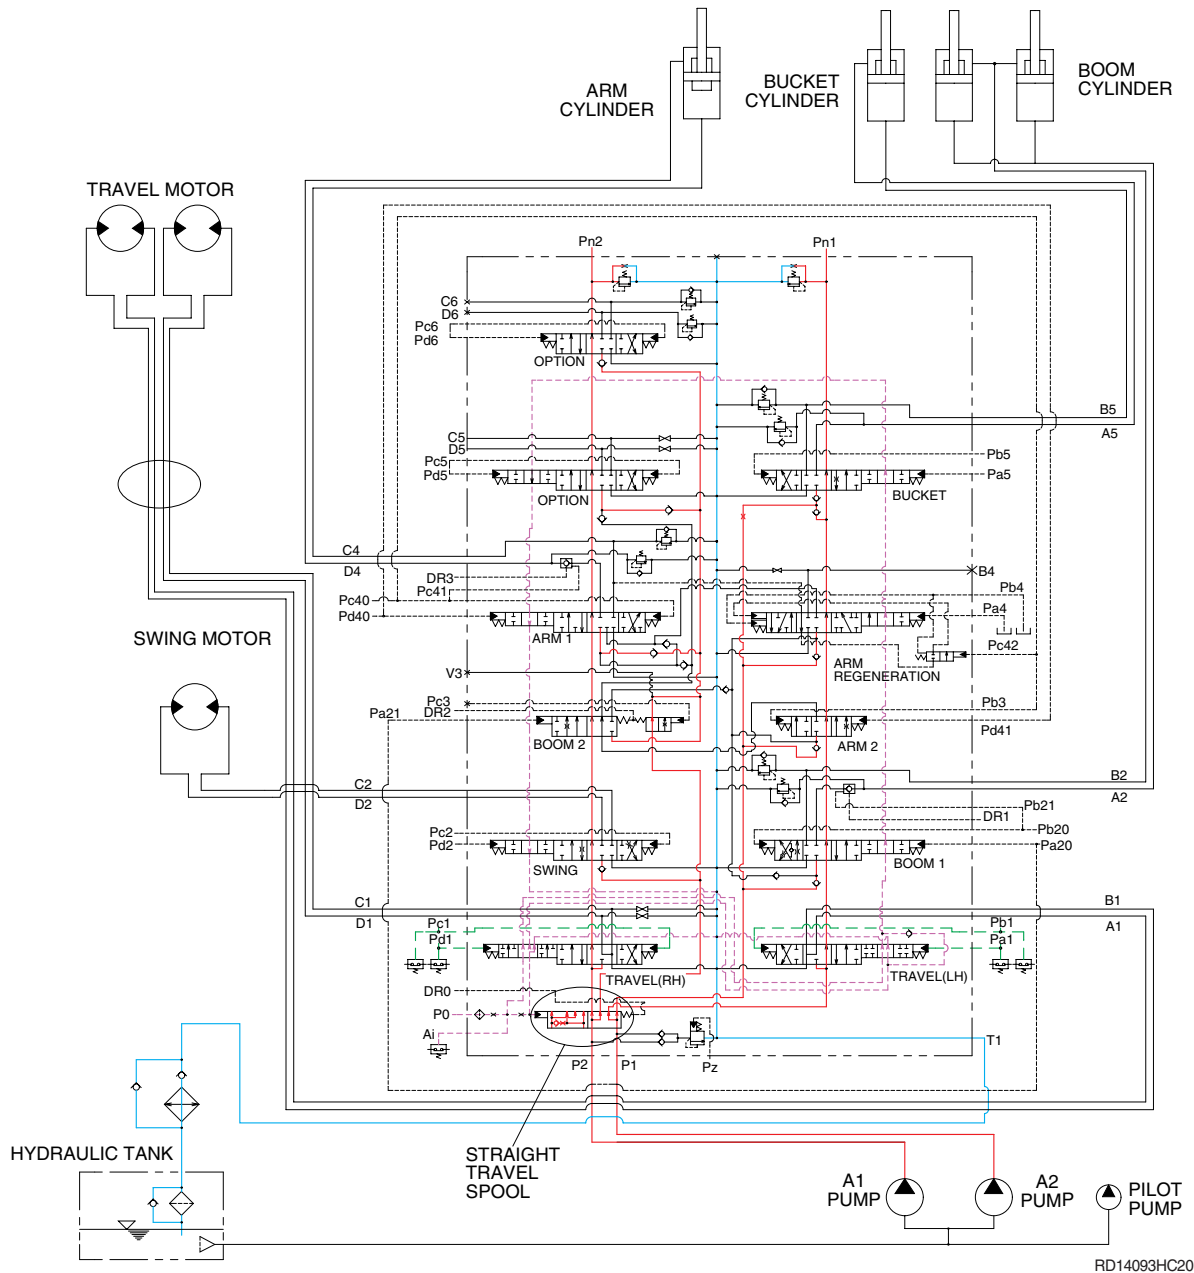 ARM
CYLINDER
BUCKET
CYLINDER
BOOM
CYLINDER
TRAVEL MOTOR
Pn2
Pn1
C6
D6
Pc6
Pd6
OPTION
B5
A5
C5
D5
Pc5
Pd5
OPTION
Pb5
Pa5
BUCKET
C4
D4
DR3
Pc41
Pc40
Pd40
ARM 1
B4
Pb4
Pa4
Pc42
ARM
REGENERATION
SWING MOTOR
V3
Pc3
DR2
Pa21
BOOM 2
Pb3
Pd41
ARM 2
C2
D2
B2
A2
Pb21
DR1
Pc2
Pd2
SWING
Pb20
Pa20
BOOM 1
C1
D1
B1
A1
Pc1
Pd1
Pb1
Pa1
TRAVEL(RH)
TRAVEL(LH)
DR0
P0
Ai
P2
P1
Pz
T1
HYDRAULIC TANK
STRAIGHT
TRAVEL
SPOOL
A1
PUMP
A2
PUMP
PILOT
PUMP
RD14093HC20